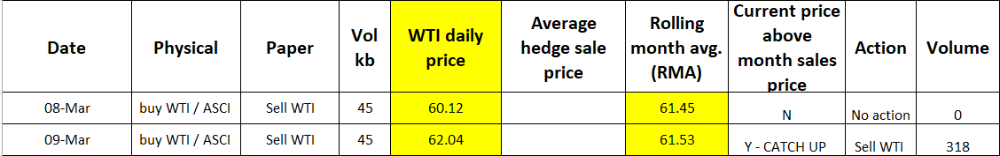 Date Physical Paper Vol kb WTI daily price Average hedge sale price Rolling month avg. (RMA) Current price above month sales price Action Volume
08-Mar buy WTI / ASCI Sell WTI 45 60.12 61.45 N No action 0
09-Mar buy WTI / ASCI Sell WTI 45 62.04 61.53 Y - CATCH UP Sell WTI 318